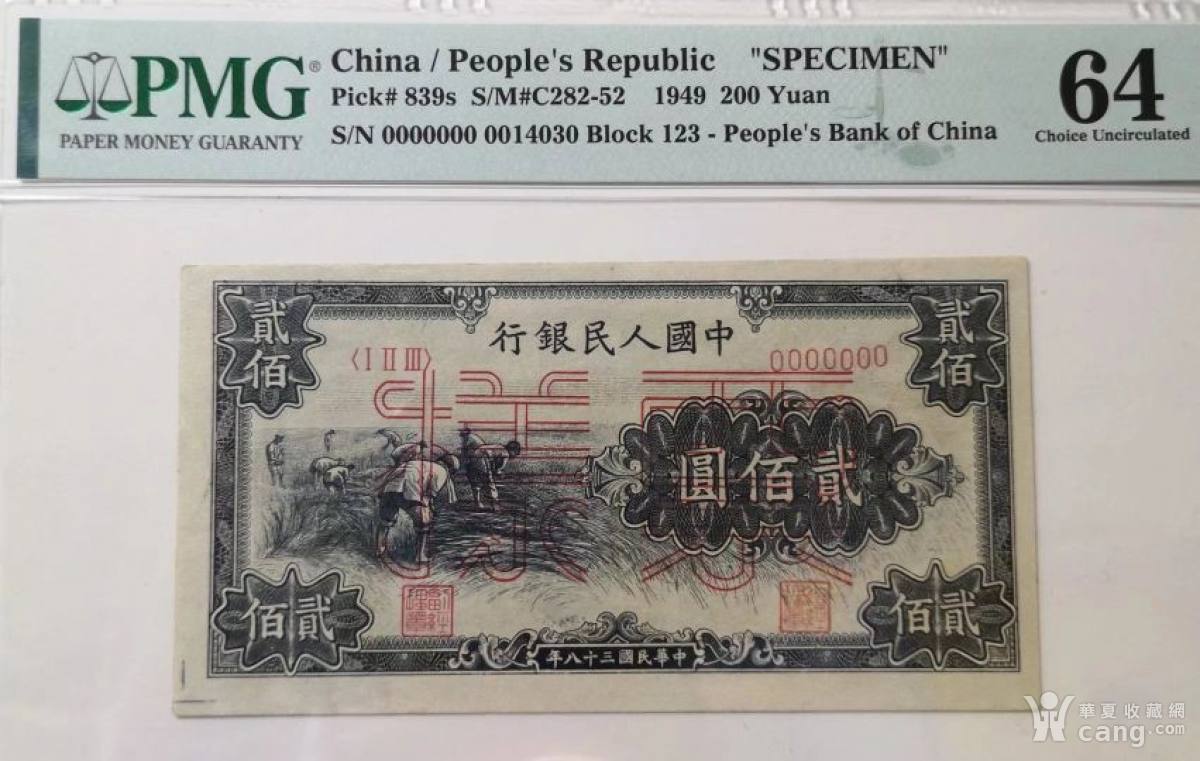 PMG®
PAPER MONEY GUARANTY
China / People's Republic "SPECIMEN"
Pick# 839s S/M#C282-52 1949 200 Yuan
S/N 0000000 0014030 Block 123 - People's Bank of China
64
Choice Uncirculated
行銀民人國中
貳佰
貳佰
〈I II III〉
0000000
樣票
圓佰貳
佰貳
佰貳
年八十三國民華中
華夏收藏網
cang.com